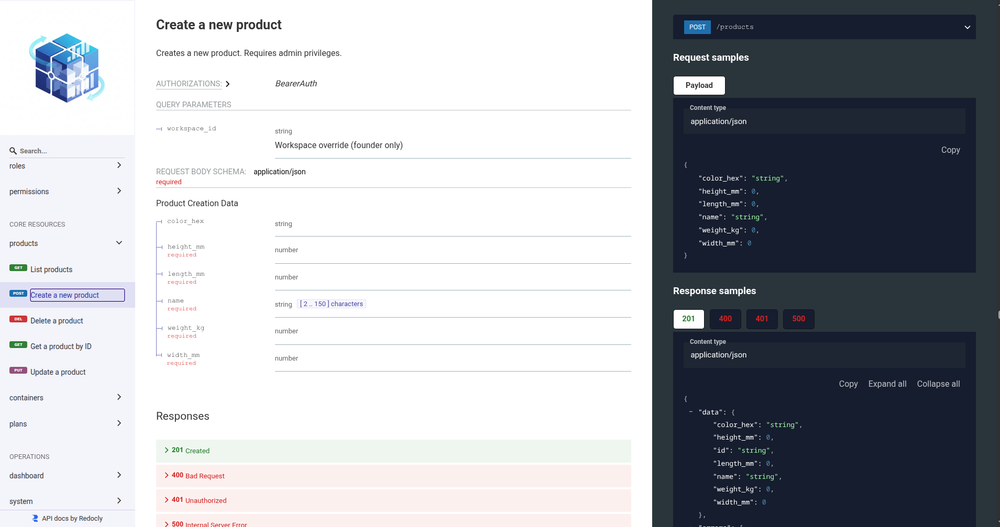 Search...
roles
permissions
CORE RESOURCES
products
GET List products
POST Create a new product
DEL Delete a product
GET Get a product by ID
PUT Update a product
containers
plans
OPERATIONS
dashboard
system
API docs by Redocly
Create a new product
Creates a new product. Requires admin privileges.
AUTHORIZATIONS: BearerAuth
QUERY PARAMETERS
workspace_id string
Workspace override (founder only)
REQUEST BODY SCHEMA: application/json
required
Product Creation Data
color_hex string
height_mm number
required
length_mm number
required
name string [ 2 .. 150 ] characters
required
weight_kg number
required
width_mm number
required
Responses
201 Created
400 Bad Request
401 Unauthorized
500 Internal Server Error
POST /products
Request samples
Payload
Content type
application/json
Copy
{
"color_hex": "string",
"height_mm": 0,
"length_mm": 0,
"name": "string",
"weight_kg": 0,
"width_mm": 0
}
Response samples
201 400 401 500
Content type
application/json
Copy Expand all Collapse all
{
- "data": {
"color_hex": "string",
"height_mm": 0,
"id": "string",
"length_mm": 0,
"name": "string",
"weight_kg": 0,
"width_mm": 0
},